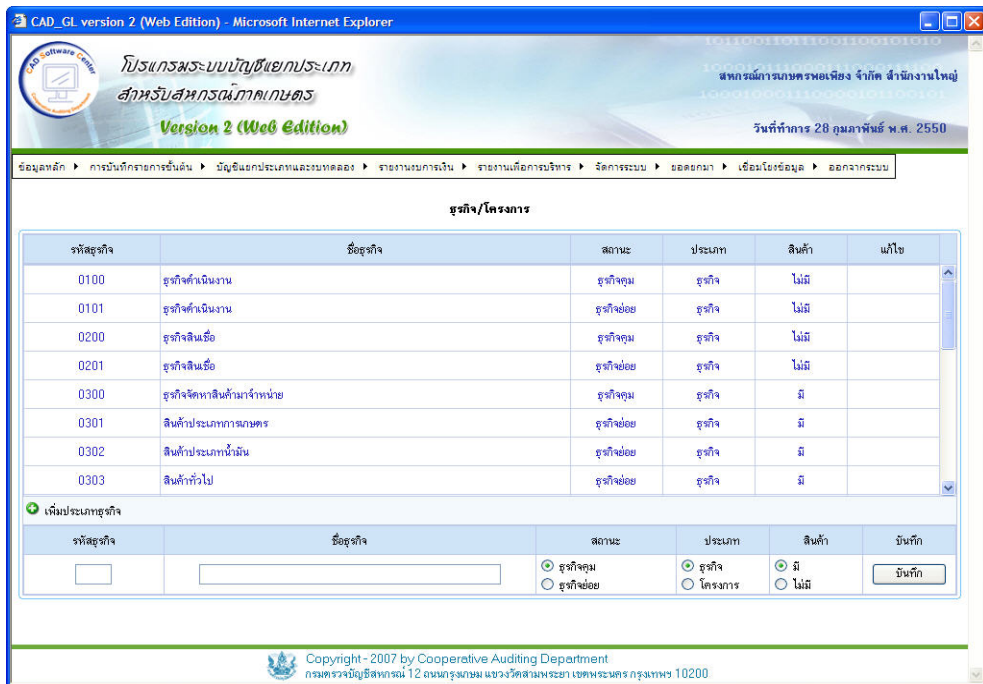 CAD_GL version 2 (Web Edition) - Microsoft Internet Explorer
CAD Software Center
Cooperative Auditing Department
โปรแกรมระบบบัญชีแยกประเภท
สำหรับสหกรณ์ภาคเกษตร
Version 2 (Web Edition)
สหกรณ์การเกษตรพอเพียง จำกัด สำนักงานใหญ่
วันที่ทำการ 28 กุมภาพันธ์ พ.ศ. 2550
ข้อมูลหลัก การบันทึกรายการขั้นต้น บัญชีแยกประเภทและงบทดลอง รายงานงบการเงิน รายงานเพื่อการบริหาร จัดการระบบ ยอดยกมา เชื่อมโยงข้อมูล ออกจากระบบ
ธุรกิจ/โครงการ
รหัสธุรกิจ ชื่อธุรกิจ สถานะ ประเภท สินค้า แก้ไข
0100 ธุรกิจดำเนินงาน ธุรกิจคุม ธุรกิจ ไม่มี
0101 ธุรกิจดำเนินงาน ธุรกิจย่อย ธุรกิจ ไม่มี
0200 ธุรกิจสินเชื่อ ธุรกิจคุม ธุรกิจ ไม่มี
0201 ธุรกิจสินเชื่อ ธุรกิจย่อย ธุรกิจ ไม่มี
0300 ธุรกิจจัดหาสินค้ามาจำหน่าย ธุรกิจคุม ธุรกิจ มี
0301 สินค้าประเภทการเกษตร ธุรกิจย่อย ธุรกิจ มี
0302 สินค้าประเภทน้ำมัน ธุรกิจย่อย ธุรกิจ มี
0303 สินค้าทั่วไป ธุรกิจย่อย ธุรกิจ มี
เพิ่มประเภทธุรกิจ
รหัสธุรกิจ ชื่อธุรกิจ สถานะ ประเภท สินค้า บันทึก
ธุรกิจคุม ธุรกิจ มี บันทึก
ธุรกิจย่อย โครงการ ไม่มี
Copyright - 2007 by Cooperative Auditing Department
กรมตรวจบัญชีสหกรณ์ 12 ถนนกรุงเกษม แขวงวัดสามพระยา เขตพระนคร กรุงเทพฯ 10200